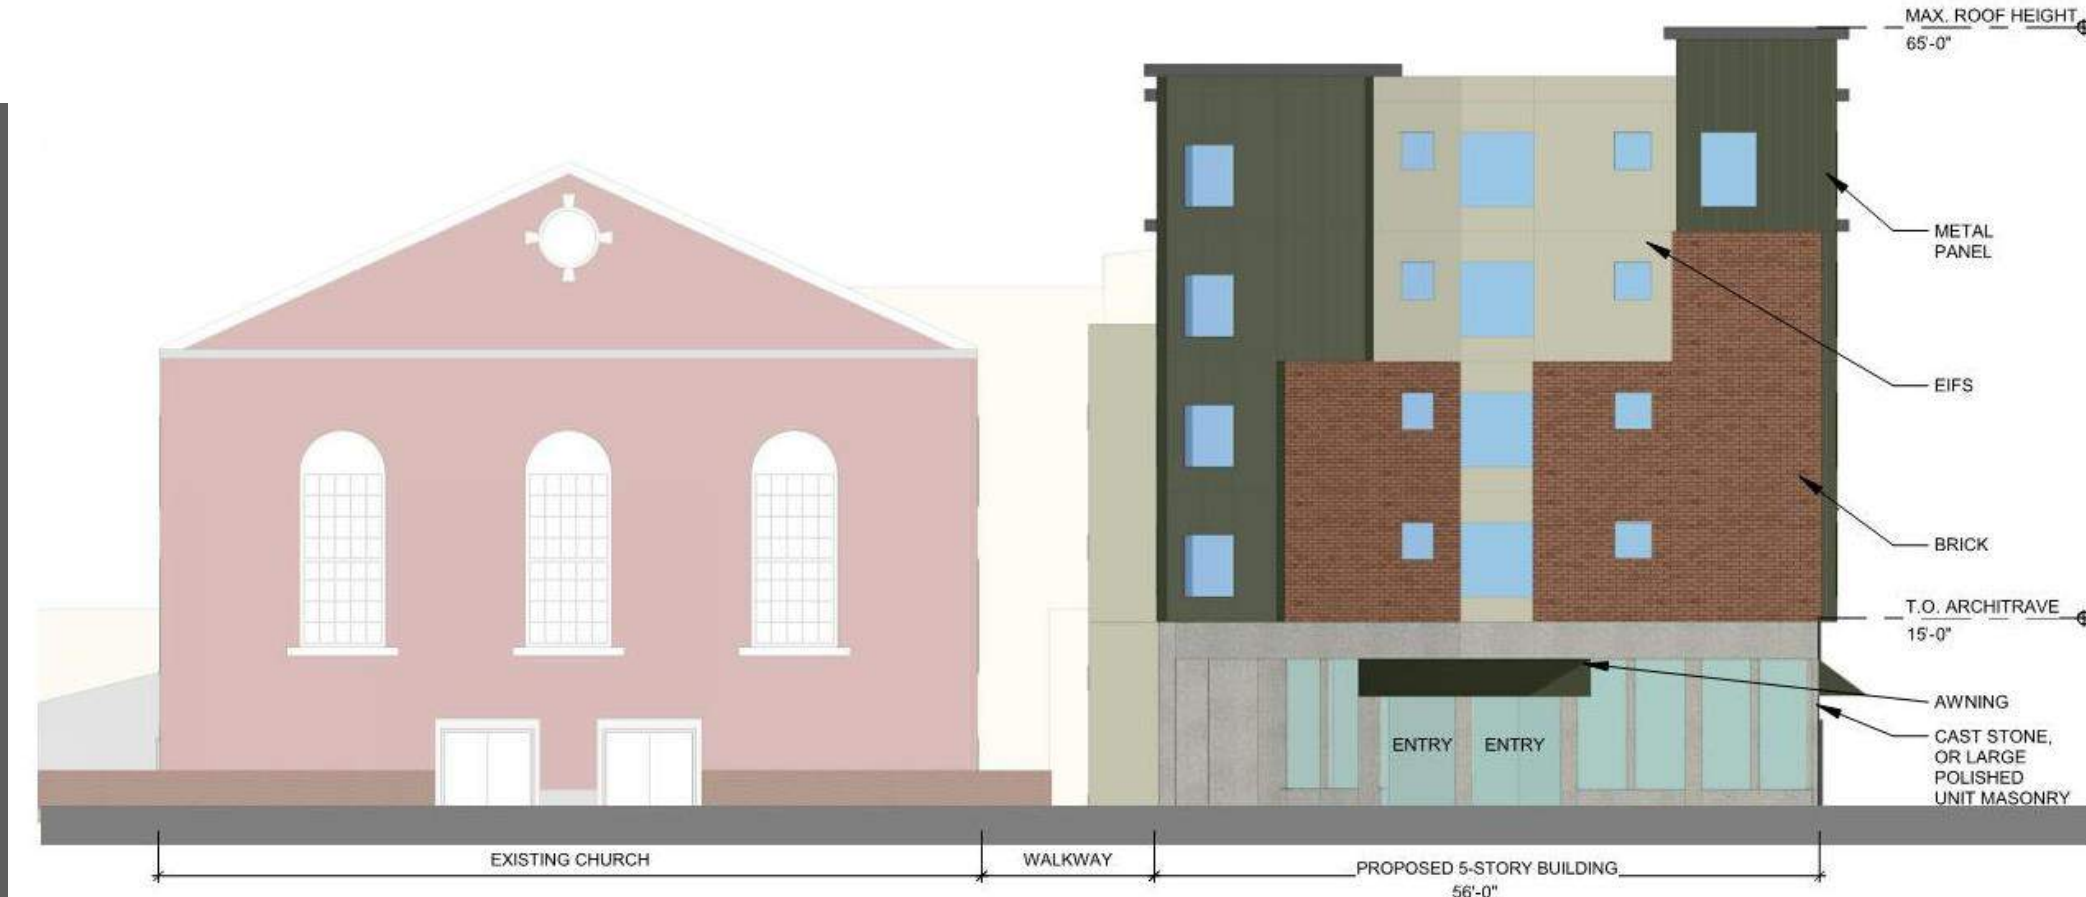 MAX. ROOF HEIGHT
65'-0"
METAL
PANEL
EIFS
BRICK
T.O. ARCHITRAVE
15'-0"
AWNING
CAST STONE,
OR LARGE
POLISHED
UNIT MASONRY
ENTRY ENTRY
EXISTING CHURCH
WALKWAY
PROPOSED 5-STORY BUILDING
56'-0"